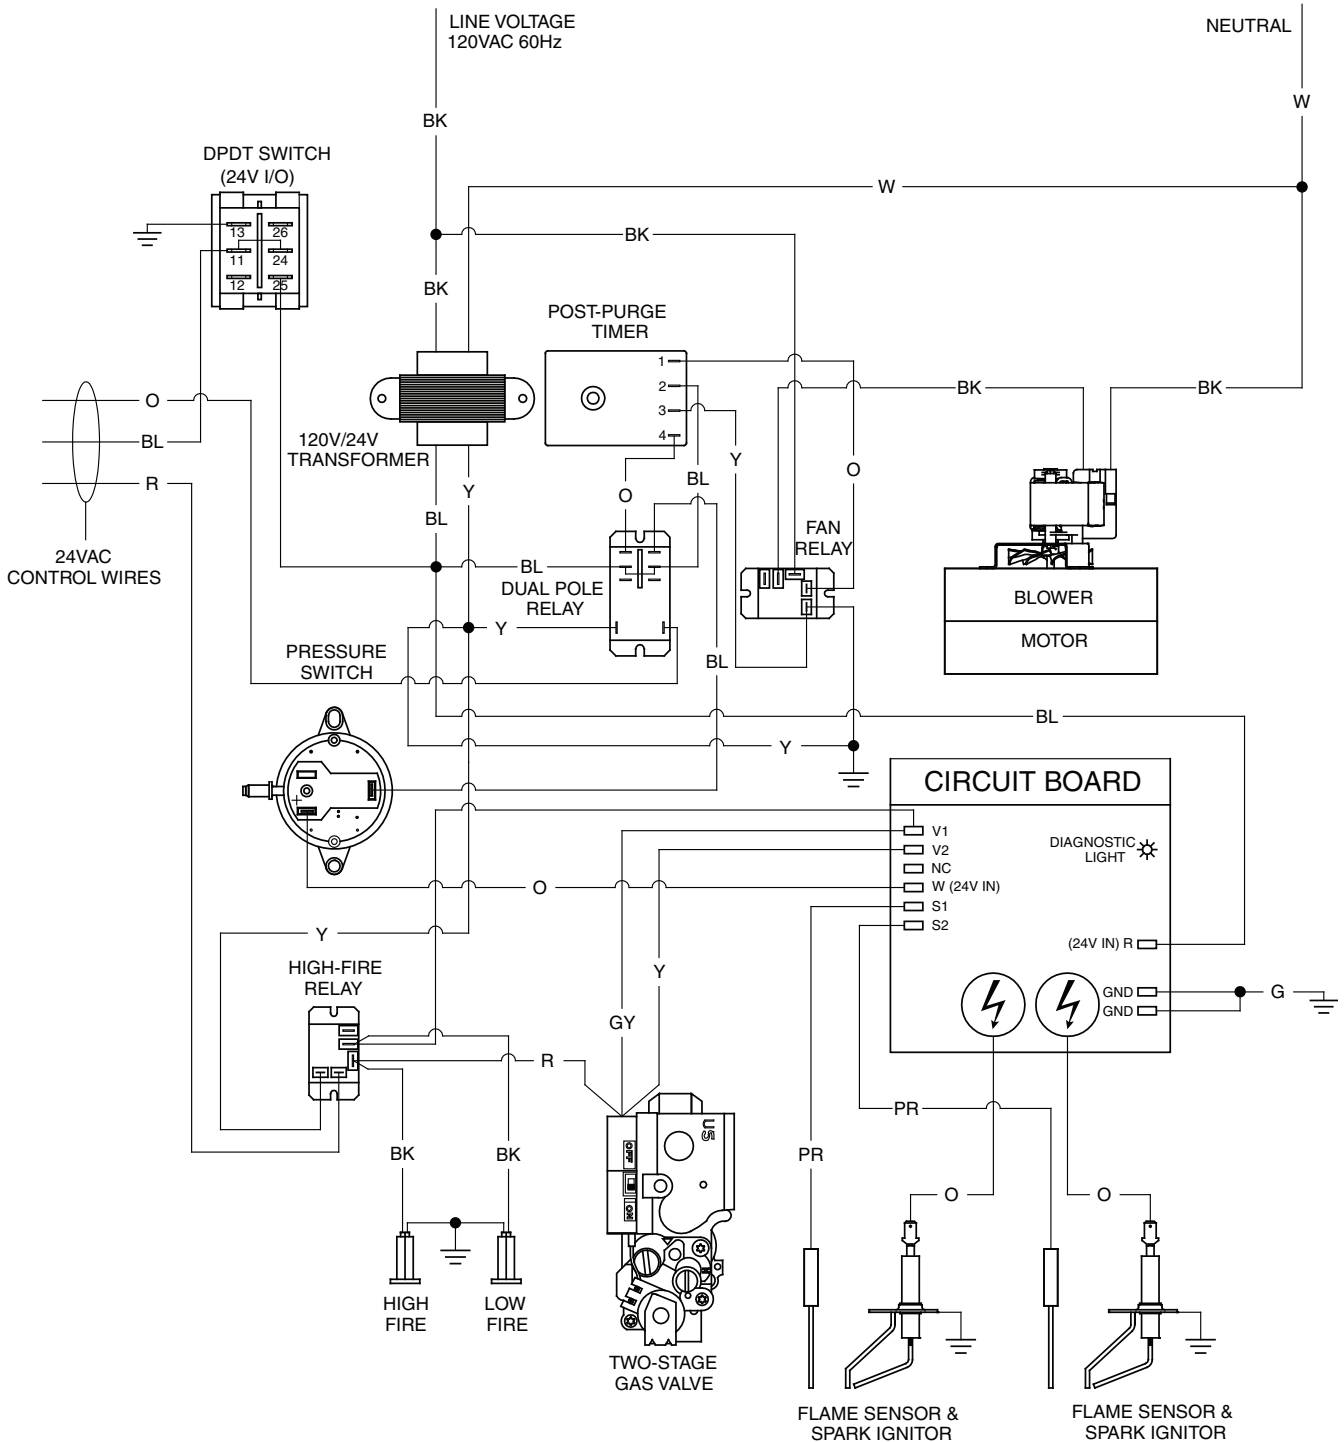 LINE VOLTAGE
120VAC 60Hz
NEUTRAL
W
BK
DPDT SWITCH
(24V I/O)
W
13 26
11 24
12 25
BK
BK
POST-PURGE
TIMER
1
2
3
4
BK
BK
O
BL
R
120V/24V
TRANSFORMER
Y
BL
Y
BL
O
O
24VAC
CONTROL WIRES
FAN
RELAY
BL
DUAL POLE
RELAY
BLOWER
MOTOR
Y
PRESSURE
SWITCH
BL
BL
Y
+
CIRCUIT BOARD
V1
V2
NC
W (24V IN)
S1
S2
DIAGNOSTIC
LIGHT
(24V IN) R
GND
GND
G
O
Y
HIGH-FIRE
RELAY
Y
GY
R
PR
PR
BK
BK
US
OFF
ON
O
O
HIGH
FIRE
LOW
FIRE
TWO-STAGE
GAS VALVE
FLAME SENSOR &
SPARK IGNITOR
FLAME SENSOR &
SPARK IGNITOR